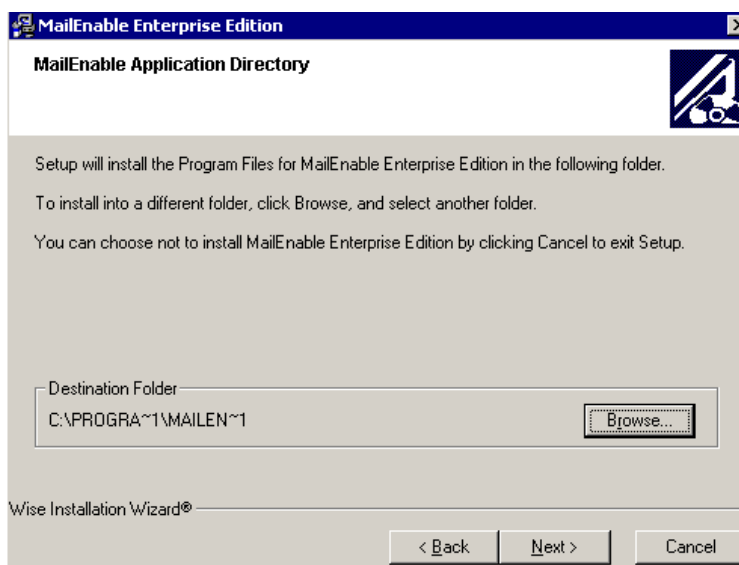 MailEnable Enterprise Edition
MailEnable Application Directory
Setup will install the Program Files for MailEnable Enterprise Edition in the following folder.
To install into a different folder, click Browse, and select another folder.
You can choose not to install MailEnable Enterprise Edition by clicking Cancel to exit Setup.
Destination Folder
C:\PROGRA~1\MAILEN~1
Browse...
Wise Installation Wizard®
< Back
Next >
Cancel